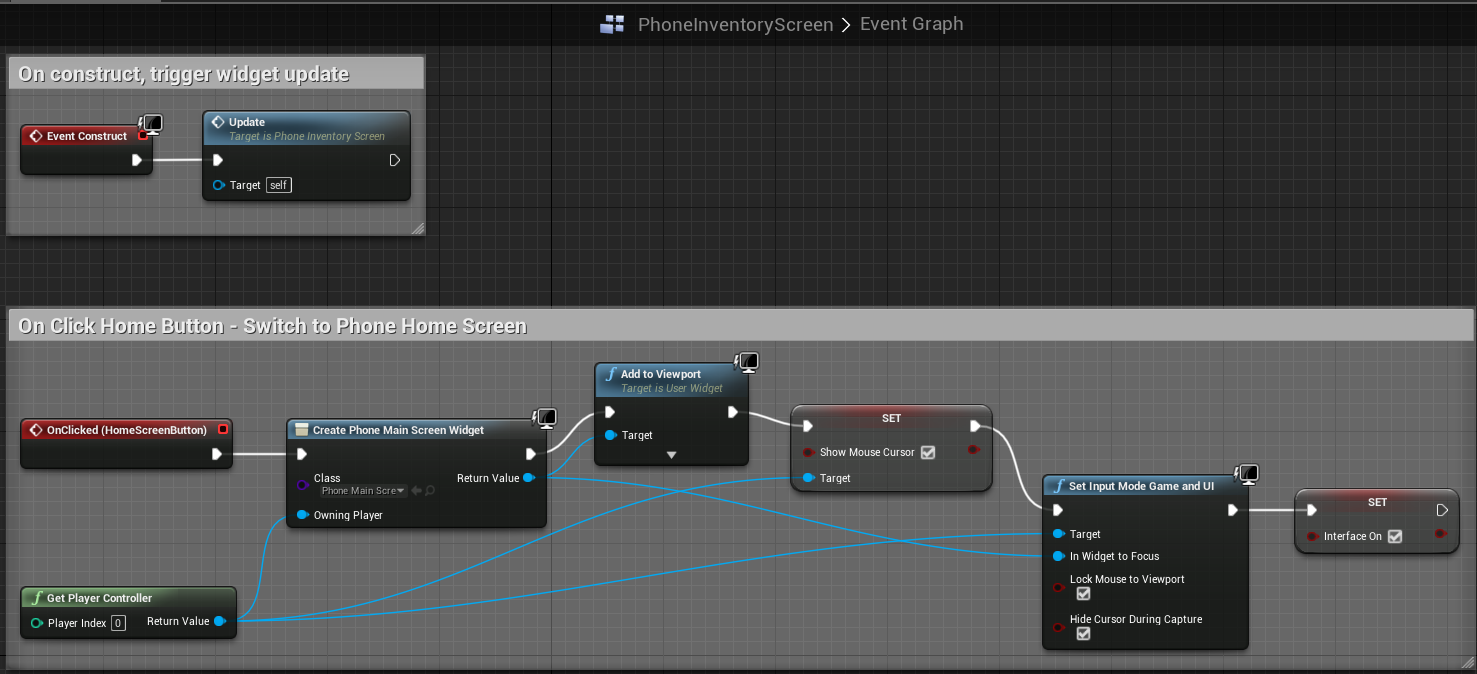 PhoneInventoryScreen > Event Graph
On construct, trigger widget update
Event Construct
Update
Target is Phone Inventory Screen
Target self
On Click Home Button - Switch to Phone Home Screen
OnClicked (HomeScreenButton)
Create Phone Main Screen Widget
Class
Phone Main Scre
Return Value
Owning Player
Add to Viewport
Target is User Widget
Target
SET
Show Mouse Cursor
Target
Set Input Mode Game and UI
Target
In Widget to Focus
Lock Mouse to Viewport
Hide Cursor During Capture
SET
Interface On
Get Player Controller
Player Index 0
Return Value